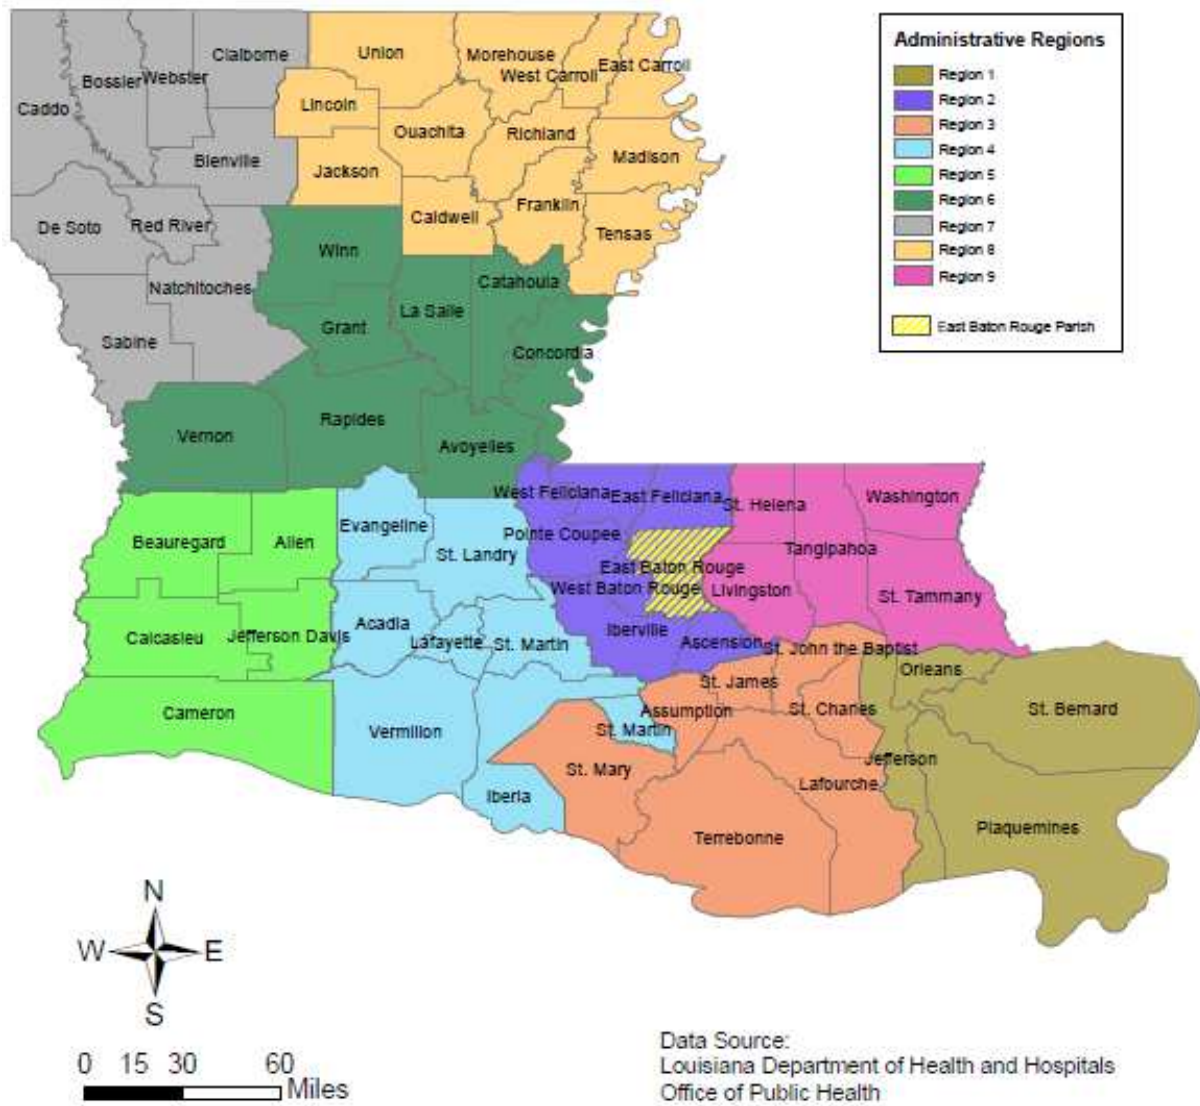 Administrative Regions
Region 1
Region 2
Region 3
Region 4
Region 5
Region 6
Region 7
Region 8
Region 9
East Baton Rouge Parish
Caddo
Bossier
Webster
Claiborne
Union
Morehouse
West Carroll
East Carroll
Lincoln
Ouachita
Richland
Madison
Bienville
Jackson
Caldwell
Franklin
Tensas
De Soto
Red River
Winn
Natchitoches
Catahoula
La Salle
Grant
Sabine
Concordia
Rapides
Vernon
Avoyelles
West Feliciana
East Feliciana
St. Helena
Washington
Evangeline
Pointe Coupee
Beauregard
Allen
St. Landry
Tangipahoa
East Baton Rouge
West Baton Rouge
Livingston
St. Tammany
Calcasieu
Jefferson Davis
Acadia
Lafayette
St. Martin
Iberville
Ascension
St. John the Baptist
Orleans
St. James
Cameron
Vermilion
Assumption
St. Martin
St. Charles
St. Bernard
Jefferson
St. Mary
Lafourche
Iberia
Terrebonne
Plaquemines
N
W E
S
0 15 30 60
Miles
Data Source:
Louisiana Department of Health and Hospitals
Office of Public Health